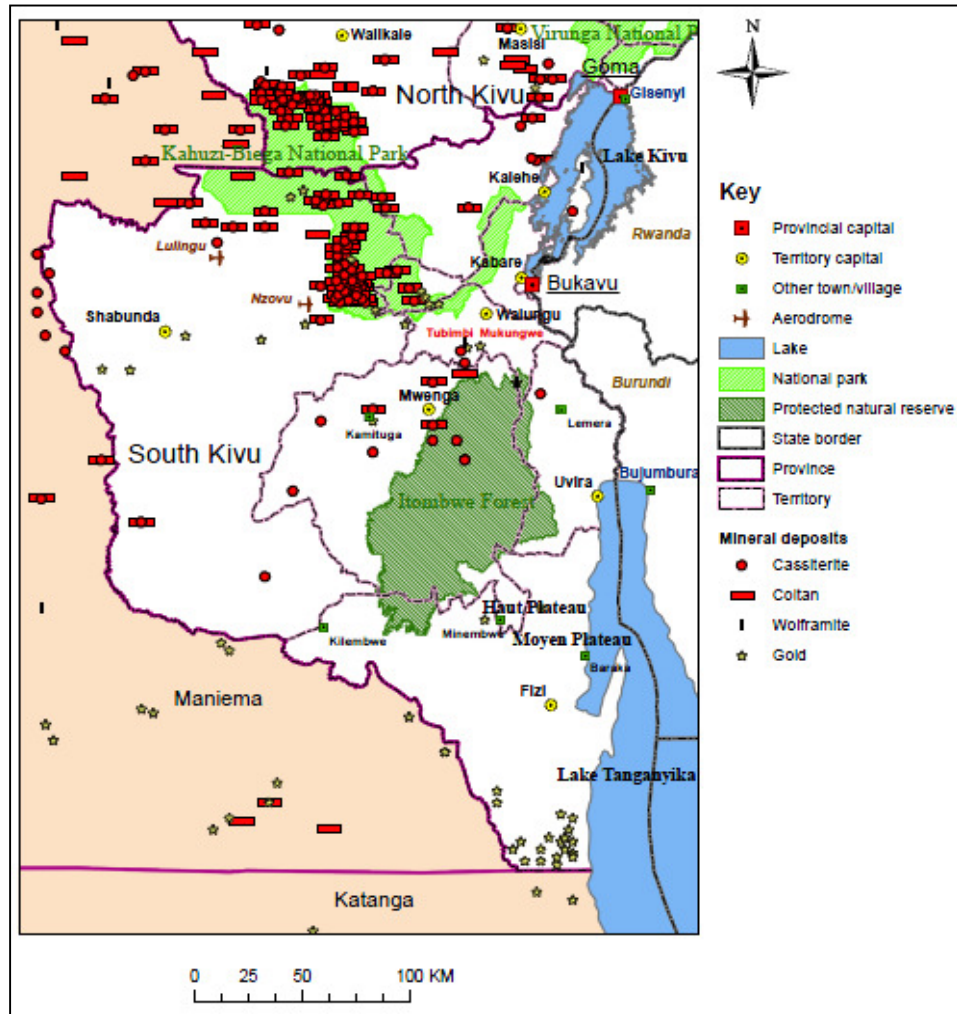 Walikale
Masisi
Virunga National P
Goma
Gisenyi
North Kivu
Kahuzi-Biega National Park
Lake Kivu
Kalehe
Rwanda
Lulingu
Kabare
Bukavu
Nzovu
Shabunda
Walungu
Tubimbi Mukungwe
Burundi
Mwenga
Kamituga
Lemera
South Kivu
Uvira
Bujumbura
Itombwe Forest
Haut Plateau
Kilembwe
Minembwe
Moyen Plateau
Baraka
Maniema
Fizi
Lake Tanganyika
Katanga
0 25 50 100 KM
N
Key
Provincial capital
Territory capital
Other town/village
Aerodrome
Lake
National park
Protected natural reserve
State border
Province
Territory
Mineral deposits
Cassiterite
Coltan
Wolframite
Gold